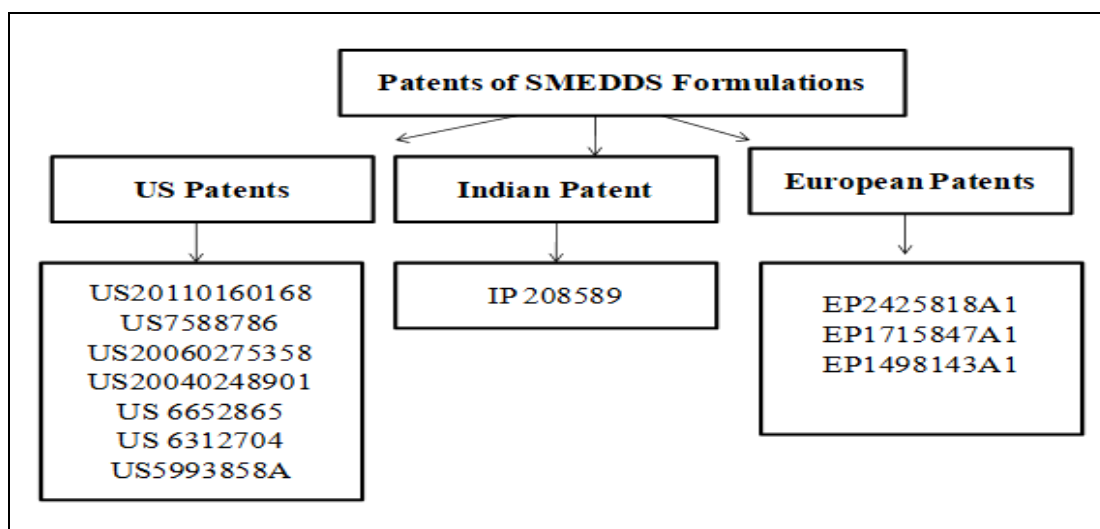 Patents of SMEDDS Formulations
US Patents
Indian Patent
European Patents
US20110160168
US7588786
US20060275358
US20040248901
US 6652865
US 6312704
US5993858A
IP 208589
EP2425818A1
EP1715847A1
EP1498143A1